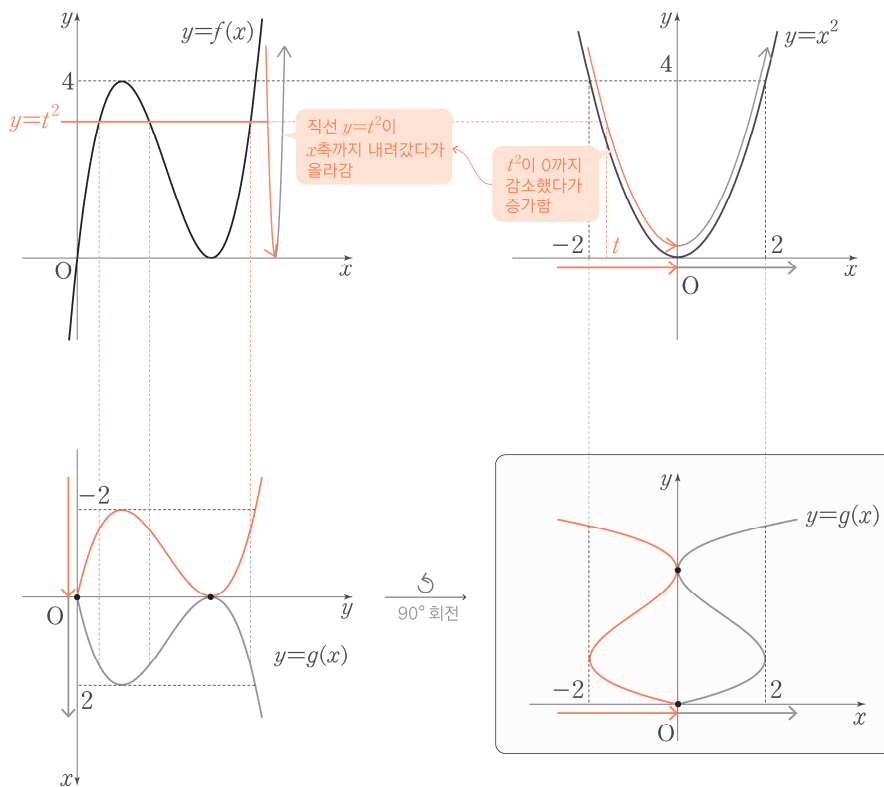 y
y=f(x)
4
y=t²
직선 y=t²이
x축까지 내려갔다가
올라감
O
x
y
y=x²
4
t²이 0까지
감소했다가
증가함
-2
t
2
O
x
-2
O
y
y=g(x)
2
x
90° 회전
y
y=g(x)
-2
2
O
x